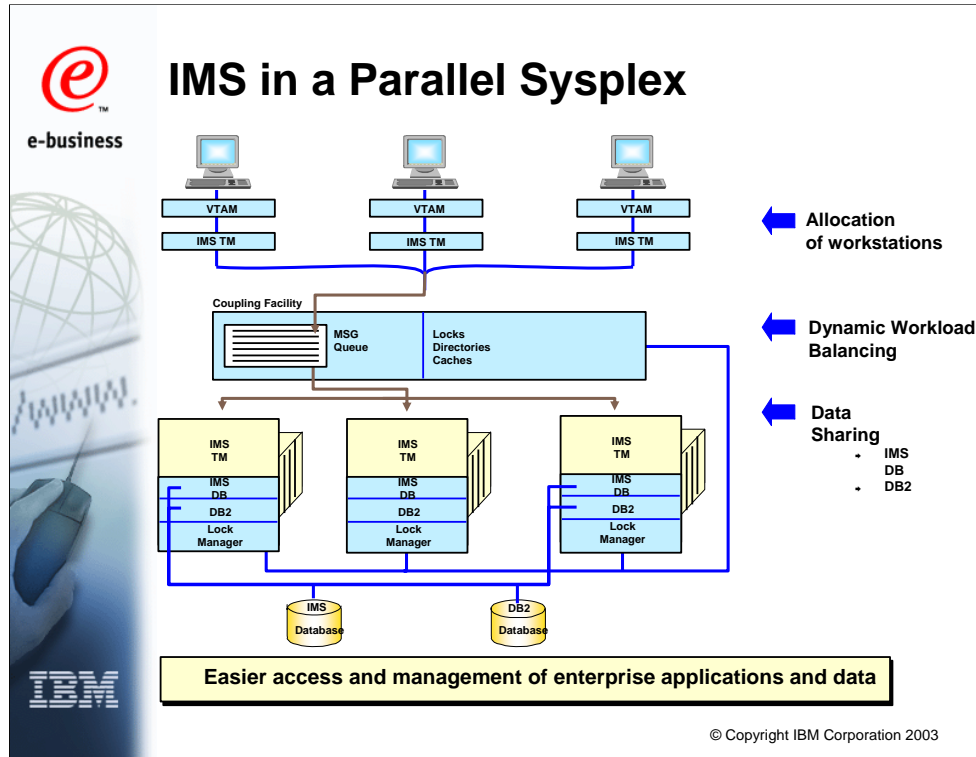 e
TM
e-business
IMS in a Parallel Sysplex
VTAM
VTAM
VTAM
IMS TM
IMS TM
IMS TM
Allocation
of workstations
Coupling Facility
MSG
Queue
Locks
Directories
Caches
Dynamic Workload
Balancing
IMS
TM
IMS
DB
DB2
Lock
Manager
IMS
TM
IMS
DB
DB2
Lock
Manager
IMS
TM
IMS
DB
DB2
Lock
Manager
Data
Sharing
IMS
DB
DB2
IMS
Database
DB2
Database
Easier access and management of enterprise applications and data
IBM
© Copyright IBM Corporation 2003